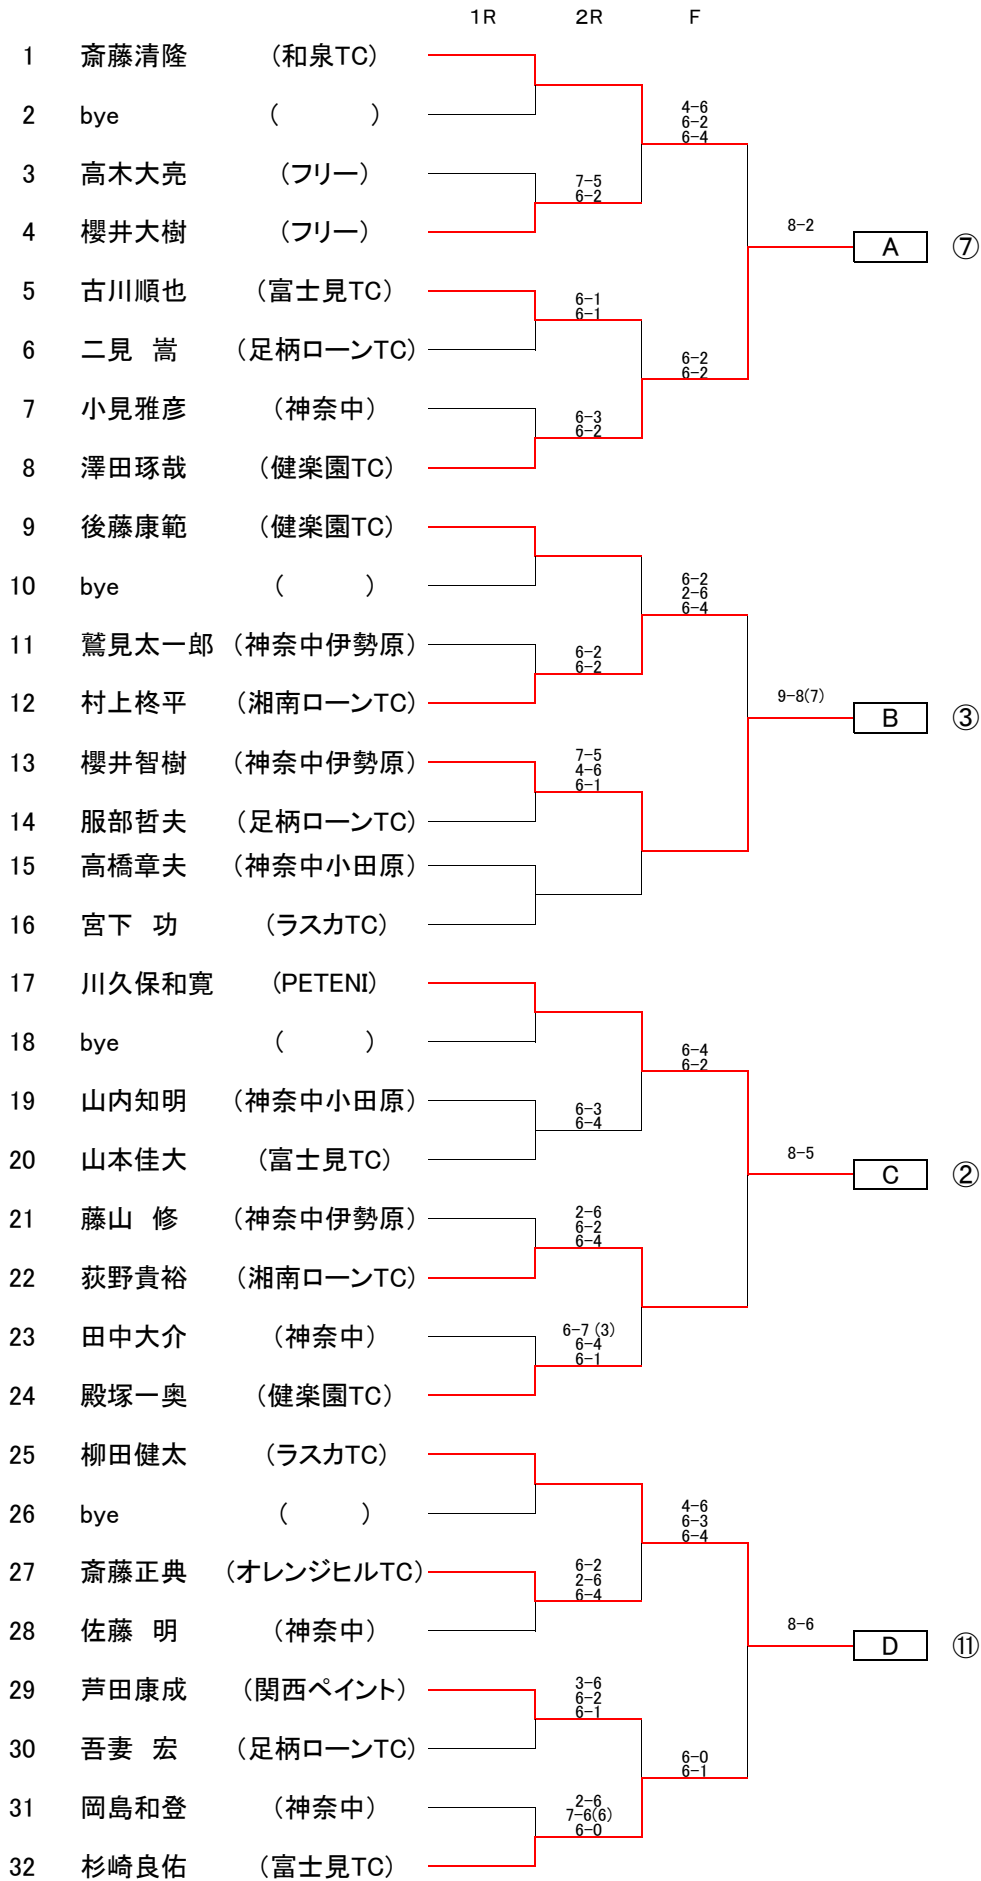 1R 2R F
1 斎藤清隆 (和泉TC)
4-6
2 bye ( )
6-2
6-4
3 高木大亮 (フリー)
7-5
6-2
4 櫻井大樹 (フリー)
8-2
A ⑦
5 古川順也 (富士見TC)
6-1
6-1
6 二見 嵩 (足柄ローンTC)
6-2
6-2
7 小見雅彦 (神奈中)
6-3
6-2
8 澤田琢哉 (健楽園TC)
9 後藤康範 (健楽園TC)
10 bye ( )
6-2
2-6
6-4
11 鷲見太一郎 (神奈中伊勢原)
6-2
6-2
12 村上柊平 (湘南ローンTC)
9-8(7)
B ③
13 櫻井智樹 (神奈中伊勢原)
7-5
4-6
6-1
14 服部哲夫 (足柄ローンTC)
15 高橋章夫 (神奈中小田原)
16 宮下 功 (ラスカTC)
17 川久保和寛 (PETENI)
18 bye ( )
6-4
6-2
19 山内知明 (神奈中小田原)
6-3
6-4
20 山本佳大 (富士見TC)
8-5
C ②
21 藤山 修 (神奈中伊勢原)
2-6
6-2
6-4
22 荻野貴裕 (湘南ローンTC)
23 田中大介 (神奈中)
6-7 (3)
6-4
6-1
24 殿塚一奥 (健楽園TC)
25 柳田健太 (ラスカTC)
26 bye ( )
4-6
6-3
6-4
27 斎藤正典 (オレンジヒルTC)
6-2
2-6
6-4
28 佐藤 明 (神奈中)
8-6
D ⑪
29 芦田康成 (関西ペイント)
3-6
6-2
6-1
30 吾妻 宏 (足柄ローンTC)
6-0
6-1
31 岡島和登 (神奈中)
2-6
7-6(6)
6-0
32 杉崎良佑 (富士見TC)